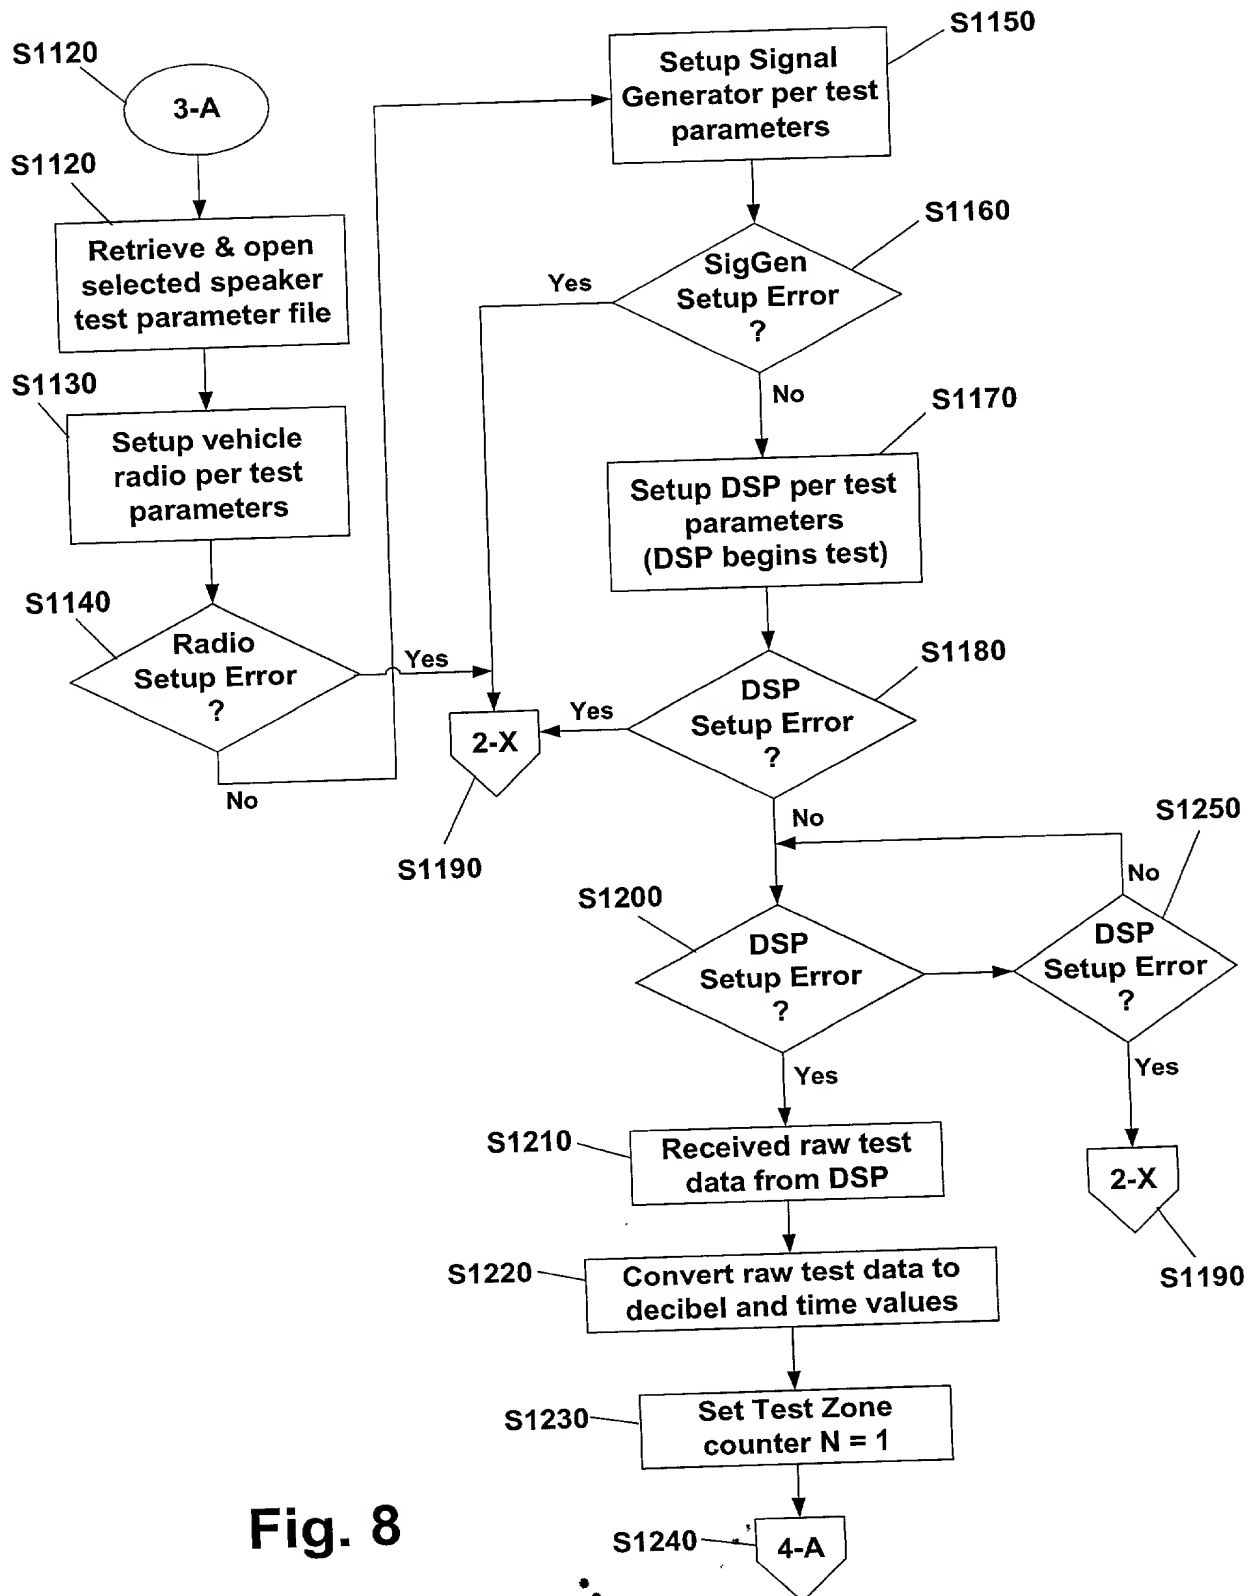 S1120
3-A
S1120
Retrieve & open
selected speaker
test parameter file
S1130
Setup vehicle
radio per test
parameters
S1140
Radio
Setup Error
?
Yes
No
S1150
Setup Signal
Generator per test
parameters
S1160
SigGen
Setup Error
?
Yes
No
S1170
Setup DSP per test
parameters
(DSP begins test)
S1180
DSP
Setup Error
?
Yes
2-X
S1190
No
S1200
DSP
Setup Error
?
Yes
S1250
No
DSP
Setup Error
?
Yes
2-X
S1190
S1210
Received raw test
data from DSP
S1220
Convert raw test data to
decibel and time values
S1230
Set Test Zone
counter N = 1
S1240
4-A
Fig. 8